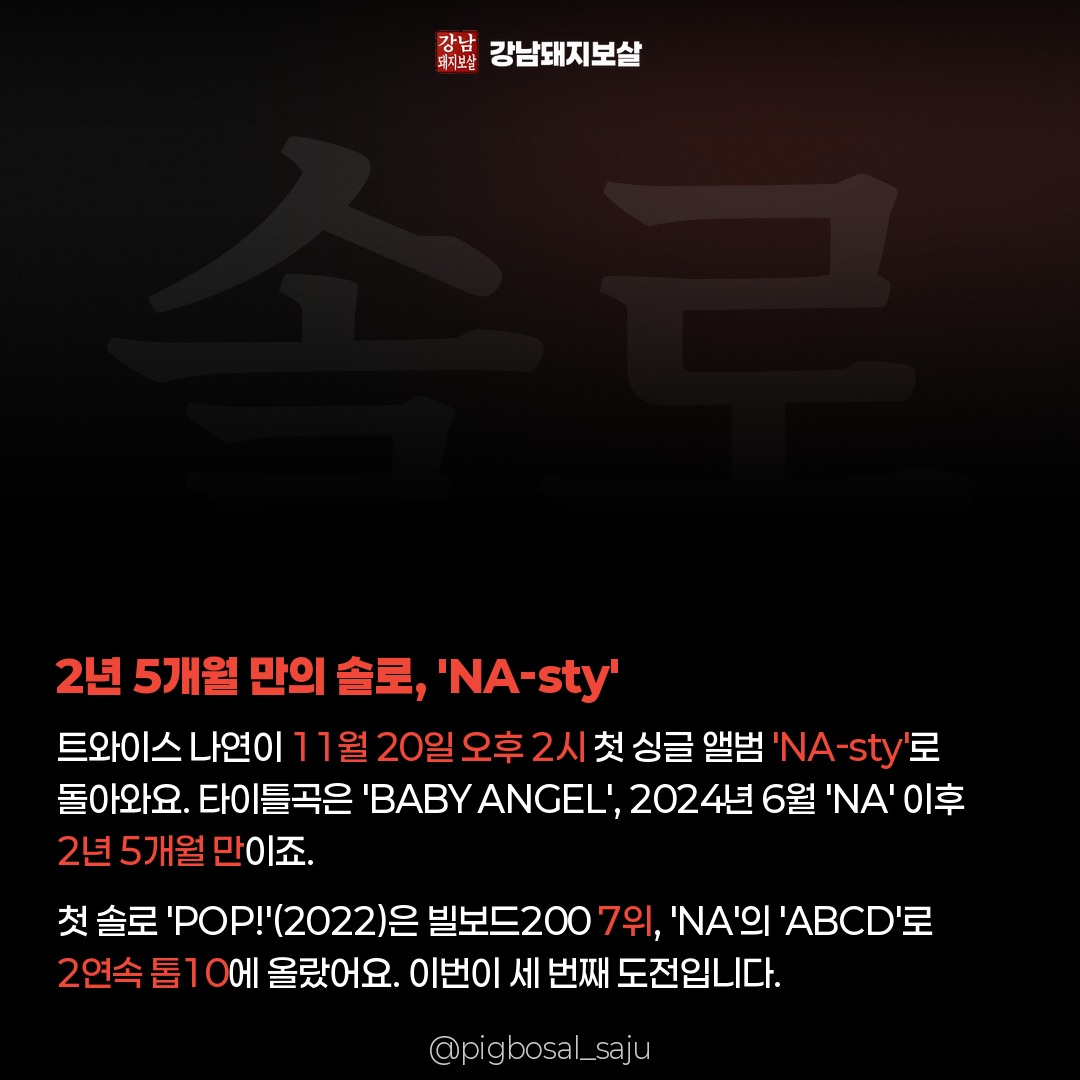 강남
돼지보살
강남돼지보살
솔로
2년 5개월 만의 솔로, 'NA-sty'
트와이스 나연이 11월 20일 오후 2시 첫 싱글 앨범 'NA-sty'로
돌아와요. 타이틀곡은 'BABY ANGEL', 2024년 6월 'NA' 이후
2년 5개월 만이죠.
첫 솔로 'POP!'(2022)은 빌보드200 7위, 'NA'의 'ABCD'로
2연속 톱10에 올랐어요. 이번이 세 번째 도전입니다.
@pigbosal_saju